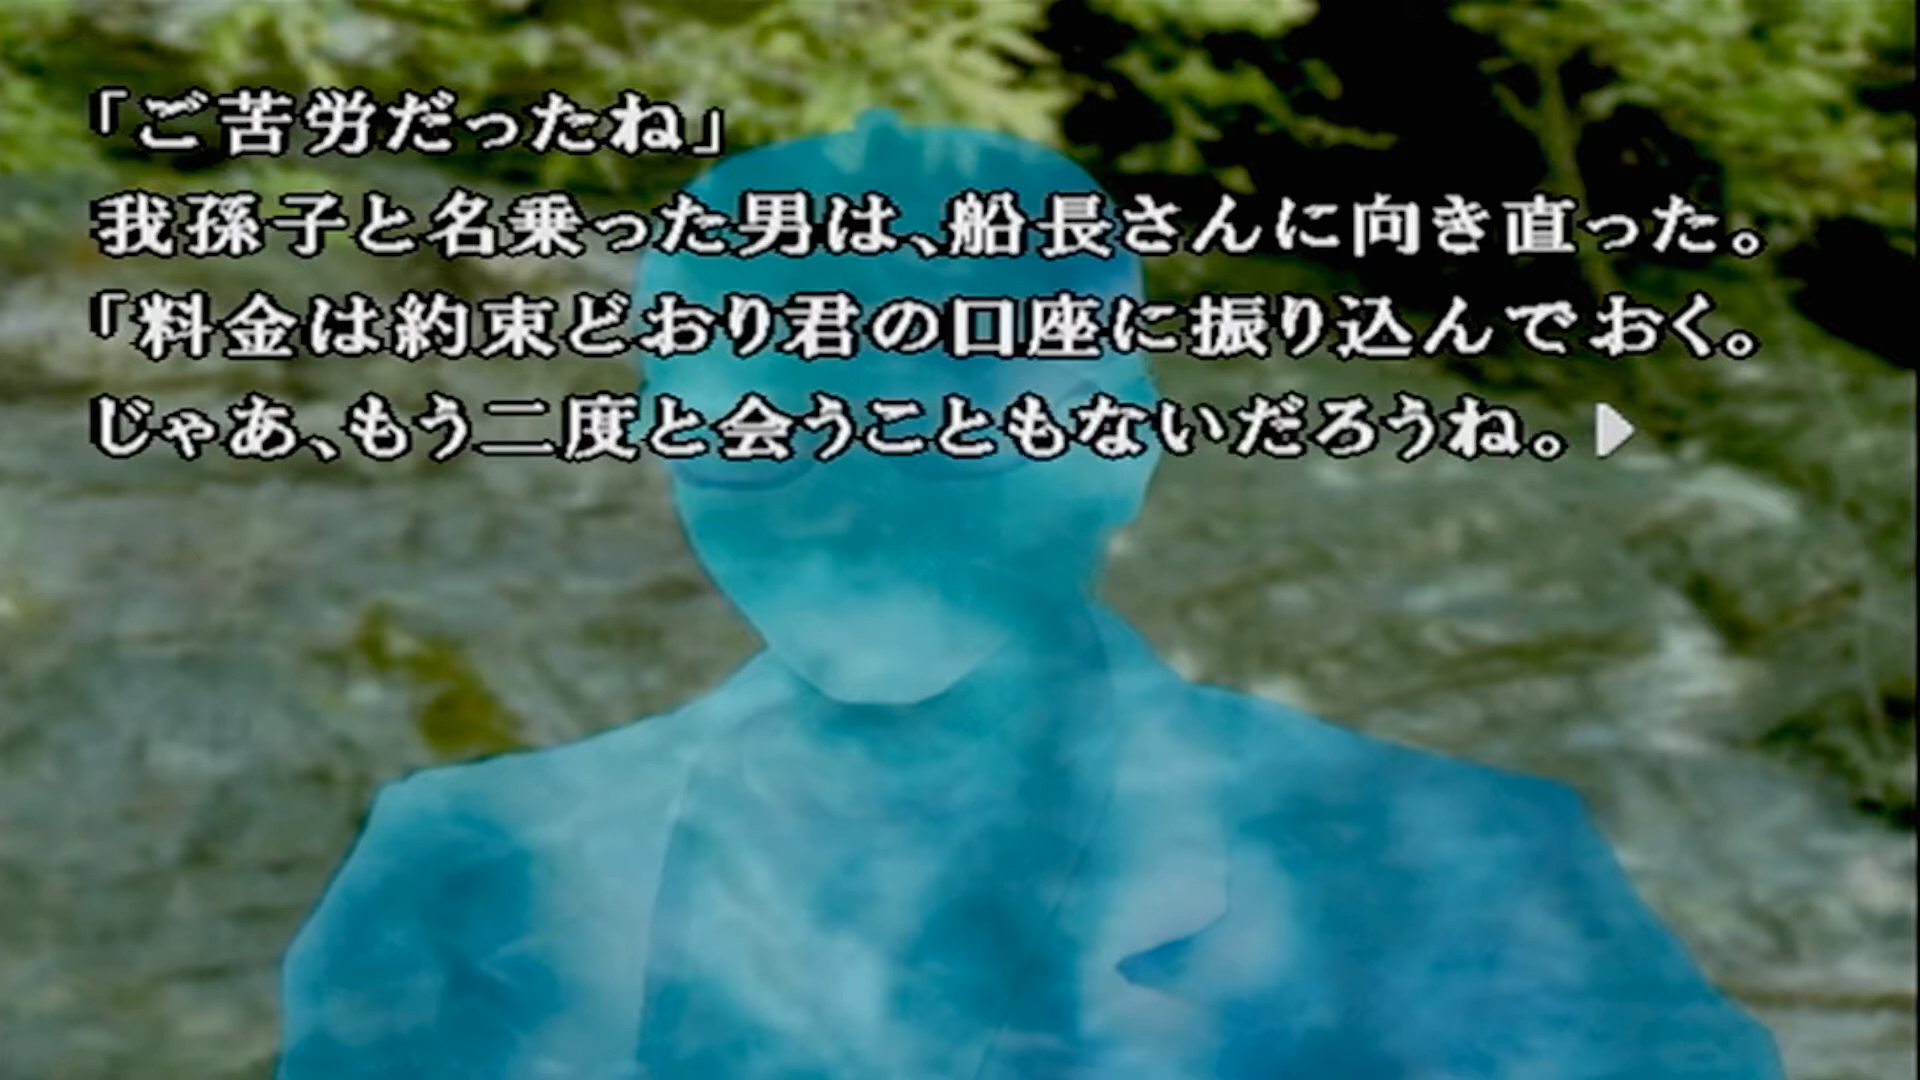 「ご苦労だったね」
我孫子と名乗った男は、船長さんに向き直った。
「料金は約束どおり君の口座に振り込んでおく。
じゃあ、もう二度と会うこともないだろうね。